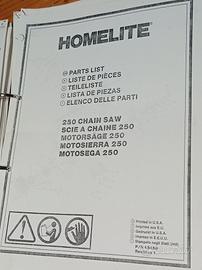 HOMELITE
PARTS LIST
LISTE DE PIÈCES
TEILELISTE
LISTA DE PIEZAS
ELENCO DELLE PARTI
250 CHAIN SAW
SCIE A CHAINE 250
MOTORSÄGE 250
MOTOSIERRA 250
MOTOSEGA 250
Printed in U.S.A.
Imprimé aux E.U.
Gedruckt in U.S.A.
Impreso en E.E.U.U.
Stampato negli Stati Uniti